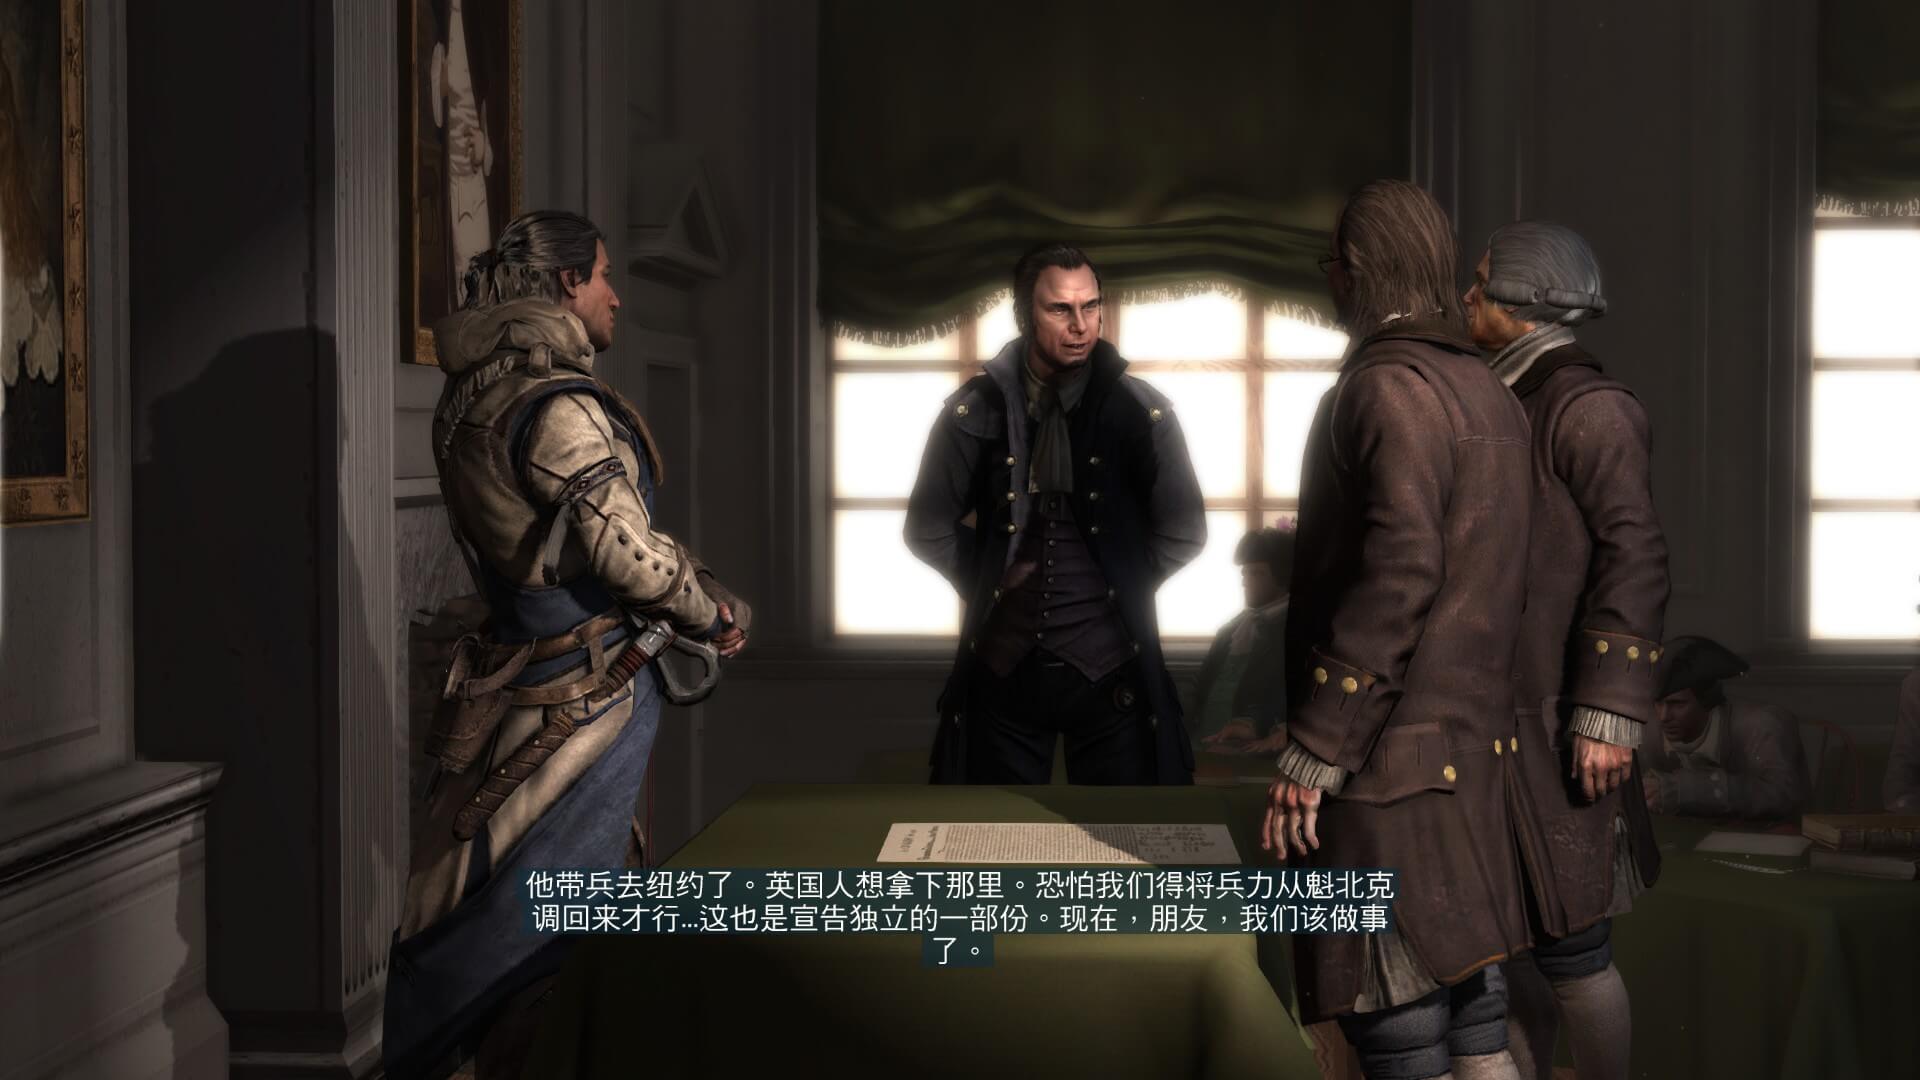 他带兵去纽约了。英国人想拿下那里。恐怕我们得将兵力从魁北克
调回来才行...这也是宣告独立的一部份。现在，朋友，我们该做事
了。